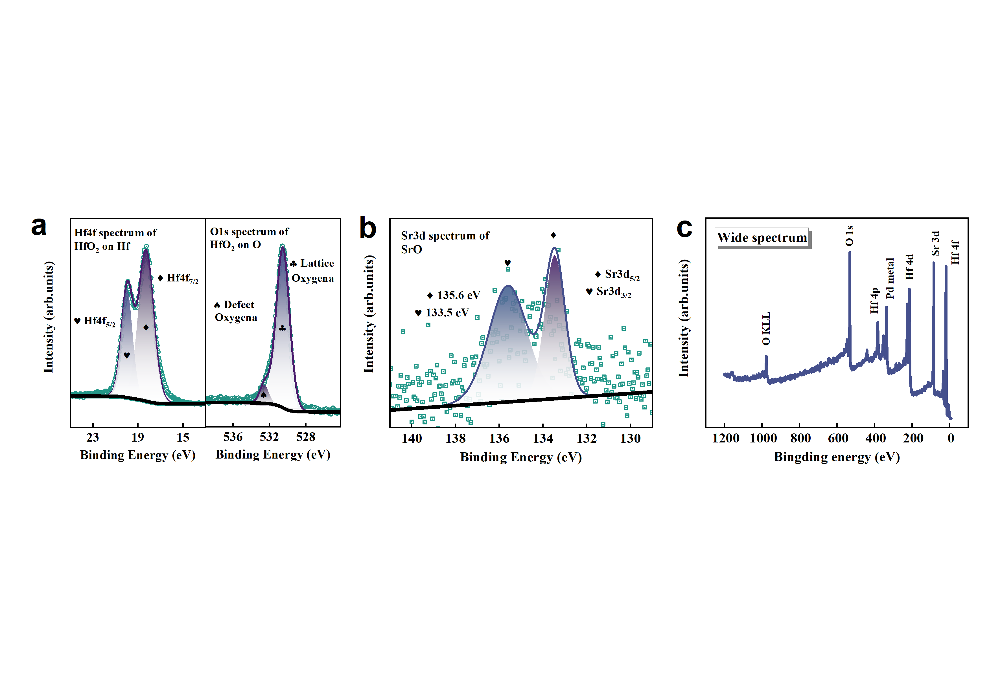 a
Hf4f spectrum of
HfO2 on Hf
♦ Hf4f7/2
♥ Hf4f5/2
♥
♦
Intensity (arb.units)
23 19 15
Binding Energy (eV)
O1s spectrum of
HfO2 on O
♣ Lattice
Oxygena
♠ Defeet
Oxygena
♣
♠
536 532 528
Binding Energy (eV)
b
Sr3d spectrum of
SrO
♦
♥
♦ Sr3d5/2
♥ Sr3d3/2
♦ 135.6 eV
♥ 133.5 eV
Intensity (arb.units)
140 138 136 134 132 130
Binding Energy (eV)
c
Wide spectrum
O KLL
O 1s
Hf 4p
Pd metal
Hf 4d
Sr 3d
Hf 4f
Intensity (arb.units)
1200 1000 800 600 400 200 0
Bingding energy (eV)